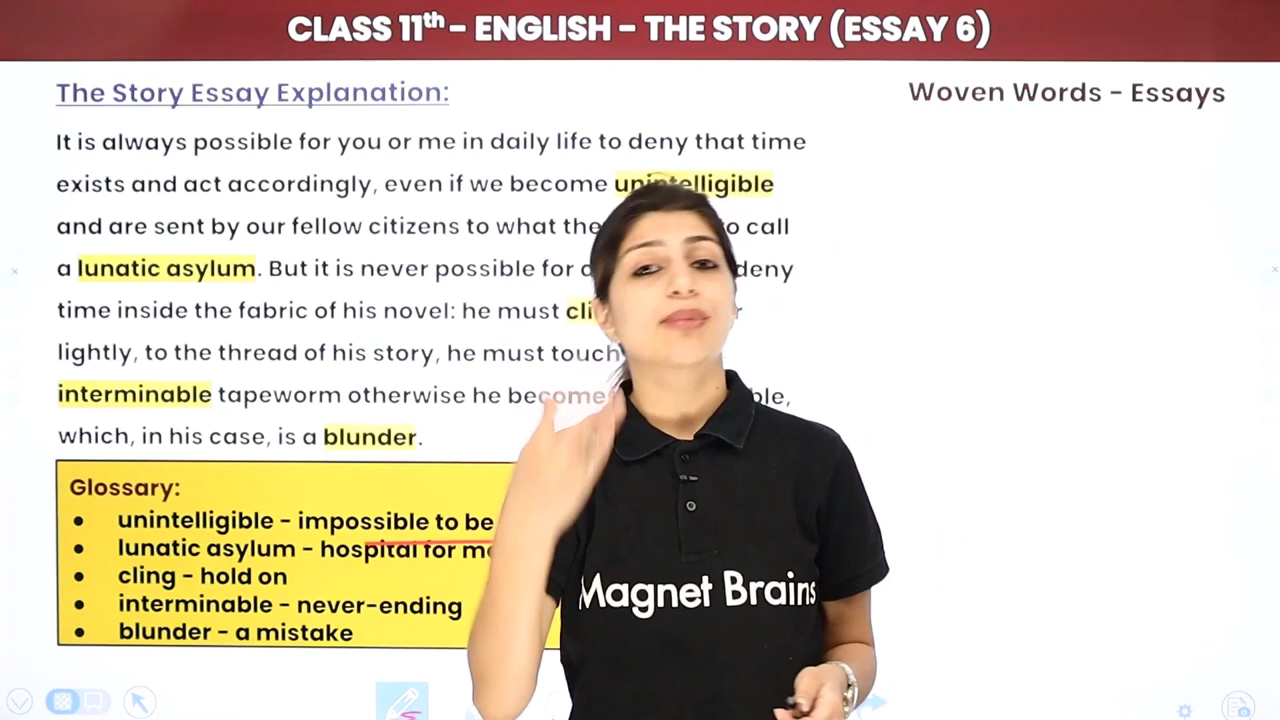 CLASS 11th - ENGLISH - THE STORY (ESSAY 6)
The Story Essay Explanation:
Woven Words - Essays
It is always possible for you or me in daily life to deny that time
exists and act accordingly, even if we become unintelligible
and are sent by our fellow citizens to what the call
a lunatic asylum. But it is never possible for deny
time inside the fabric of his novel: he must
lightly, to the thread of his story, he must touch
interminable tapeworm otherwise he becomes
which, in his case, is a blunder.
Glossary:
• unintelligible - impossible to be
• lunatic asylum - hospital for
• cling - hold on
• interminable - never-ending
• blunder - a mistake
Magnet Brains